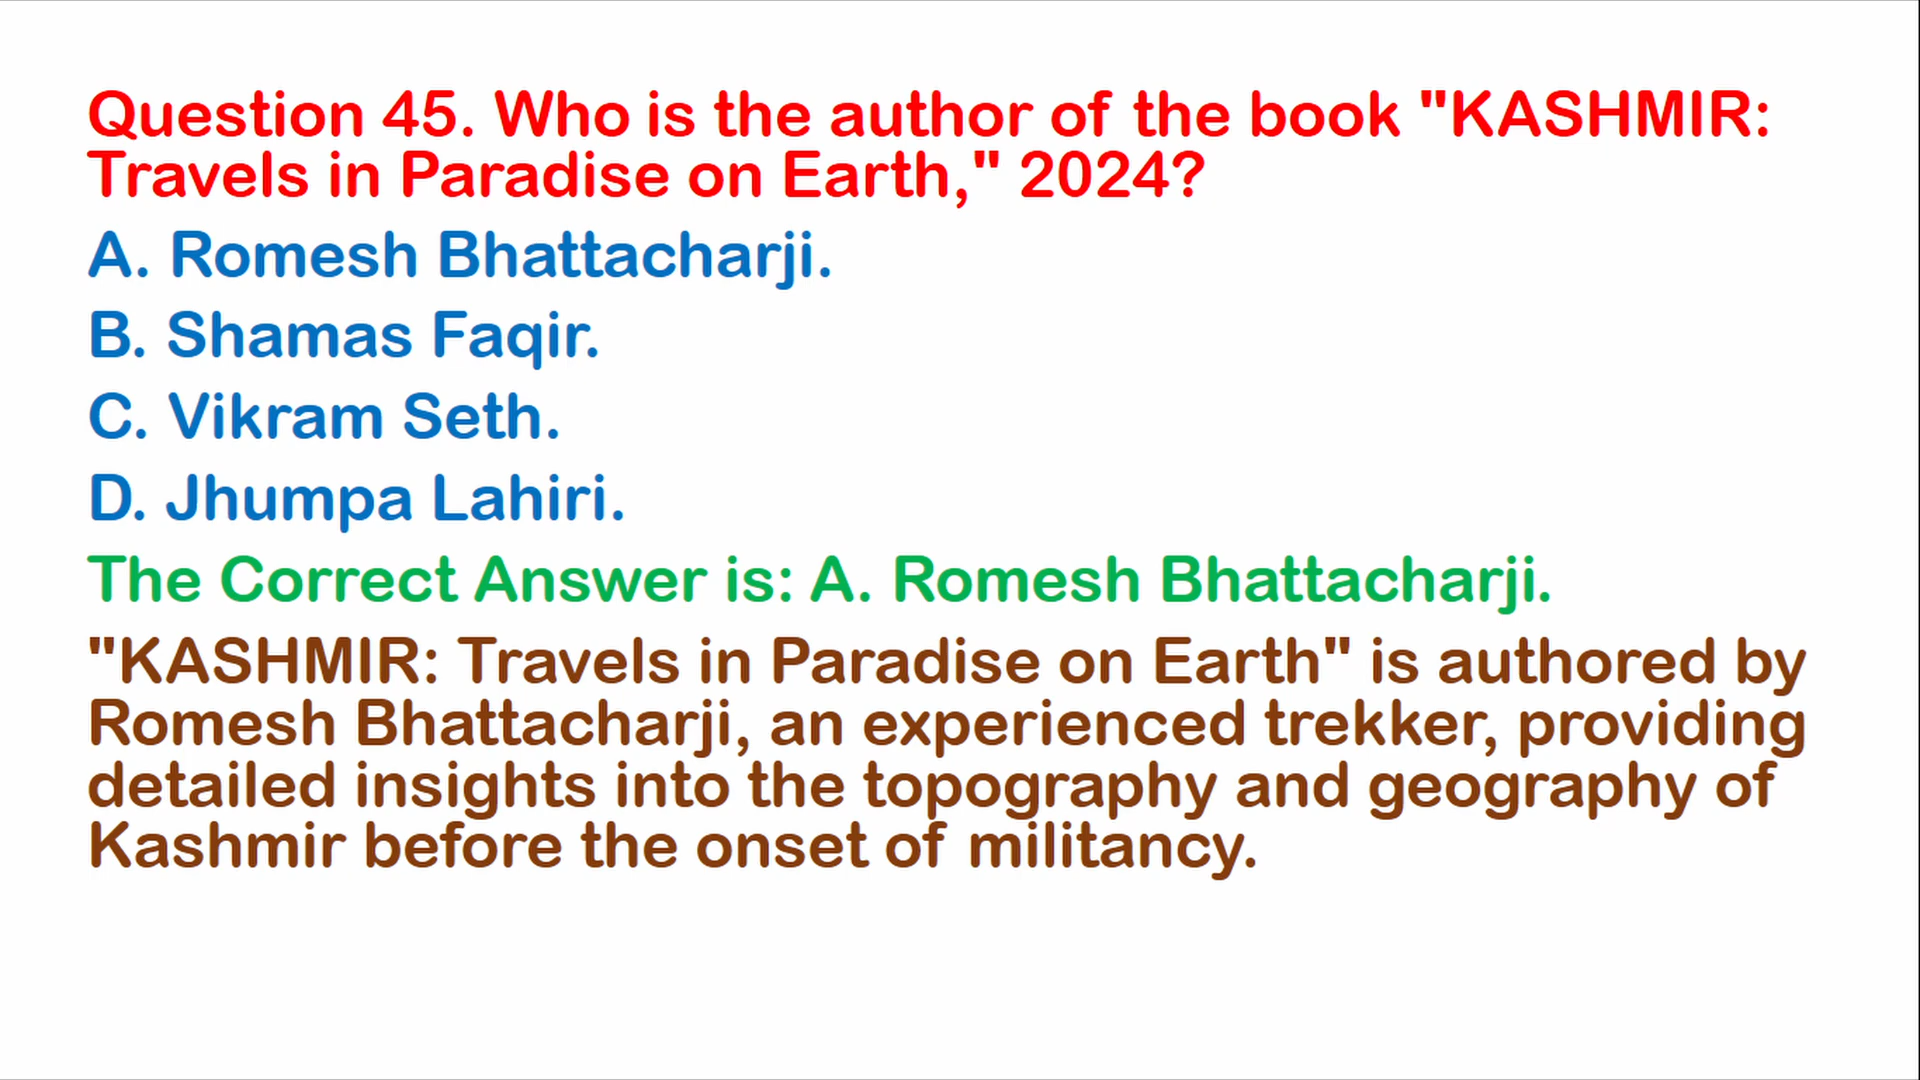 Question 45. Who is the author of the book "KASHMIR:
Travels in Paradise on Earth," 2024?
A. Romesh Bhattacharji.
B. Shamas Faqir.
C. Vikram Seth.
D. Jhumpa Lahiri.
The Correct Answer is: A. Romesh Bhattacharji.
"KASHMIR: Travels in Paradise on Earth" is authored by
Romesh Bhattacharji, an experienced trekker, providing
detailed insights into the topography and geography of
Kashmir before the onset of militancy.